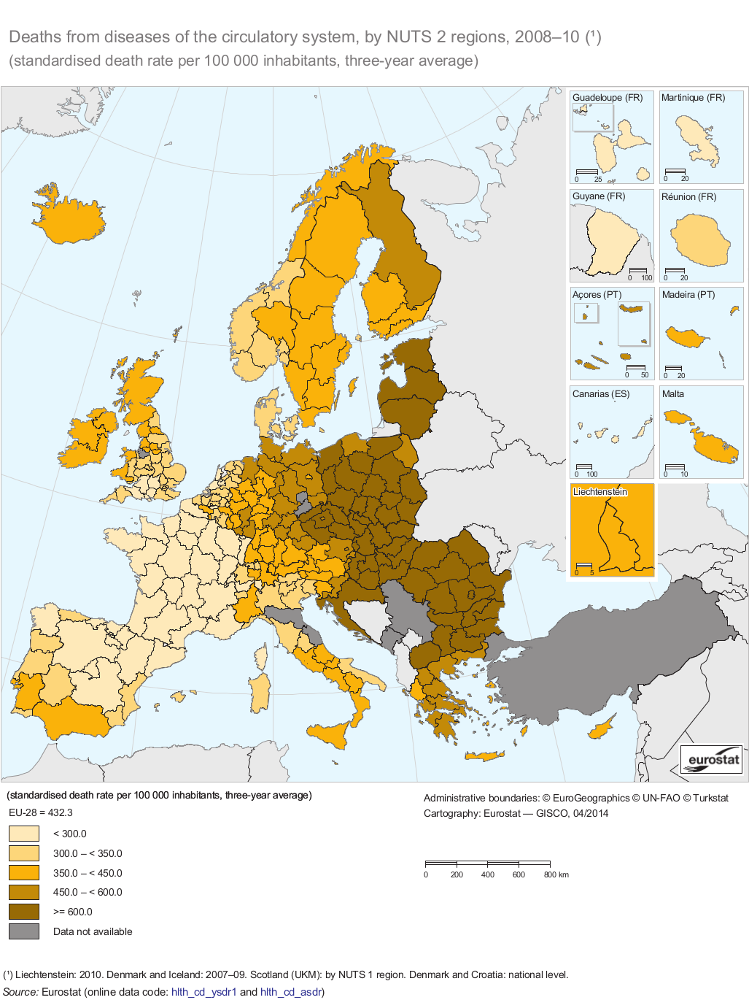 Deaths from diseases of the circulatory system, by NUTS 2 regions, 2008–10 (¹)
(standardised death rate per 100 000 inhabitants, three-year average)
Guadeloupe (FR)
0 25
Martinique (FR)
0 20
Guyane (FR)
0 100
Réunion (FR)
0 20
Açores (PT)
0 50
Madeira (PT)
0 20
Canarias (ES)
0 100
Malta
0 10
Liechtenstein
0 5
eurostat
(standardised death rate per 100 000 inhabitants, three-year average)
EU-28 = 432.3
< 300.0
300.0 – < 350.0
350.0 – < 450.0
450.0 – < 600.0
>= 600.0
Data not available
Administrative boundaries: © EuroGeographics © UN-FAO © Turkstat
Cartography: Eurostat — GISCO, 04/2014
0 200 400 600 800 km
(¹) Liechtenstein: 2010. Denmark and Iceland: 2007–09. Scotland (UKM): by NUTS 1 region. Denmark and Croatia: national level.
Source: Eurostat (online data code: hlth_cd_ysdr1 and hlth_cd_asdr)